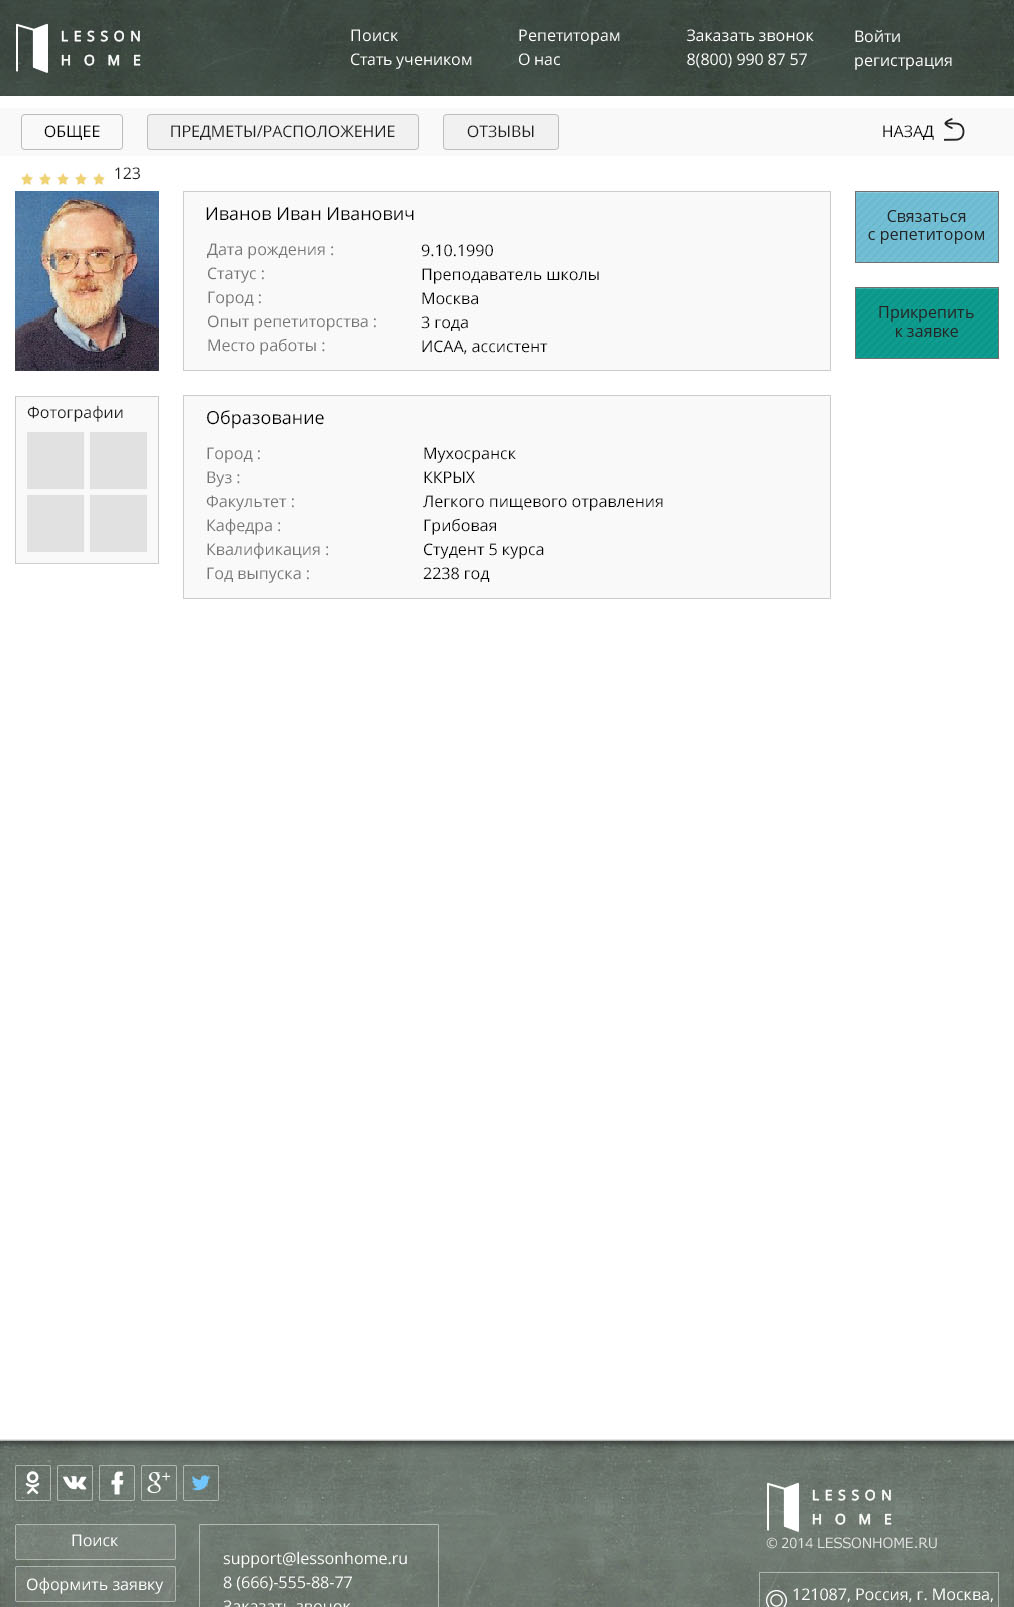 LESSON
HOME
Поиск
Стать учеником
Репетиторам
О нас
Заказать звонок
8(800) 990 87 57
Войти
регистрация
ОБЩЕЕ
ПРЕДМЕТЫ/РАСПОЛОЖЕНИЕ
ОТЗЫВЫ
НАЗАД
123
Иванов Иван Иванович
Дата рождения : 9.10.1990
Статус : Преподаватель школы
Город : Москва
Опыт репетиторства : 3 года
Место работы : ИСАА, ассистент
Связаться
с репетитором
Прикрепить
к заявке
Фотографии
Образование
Город : Мухосранск
Вуз : ККРЫХ
Факультет : Легкого пищевого отравления
Кафедра : Грибовая
Квалификация : Студент 5 курса
Год выпуска : 2238 год
g+
Поиск
Оформить заявку
support@lessonhome.ru
8 (666)-555-88-77
Заказать звонок
LESSON
HOME
© 2014 LESSONHOME.RU
121087, Россия, г. Москва,